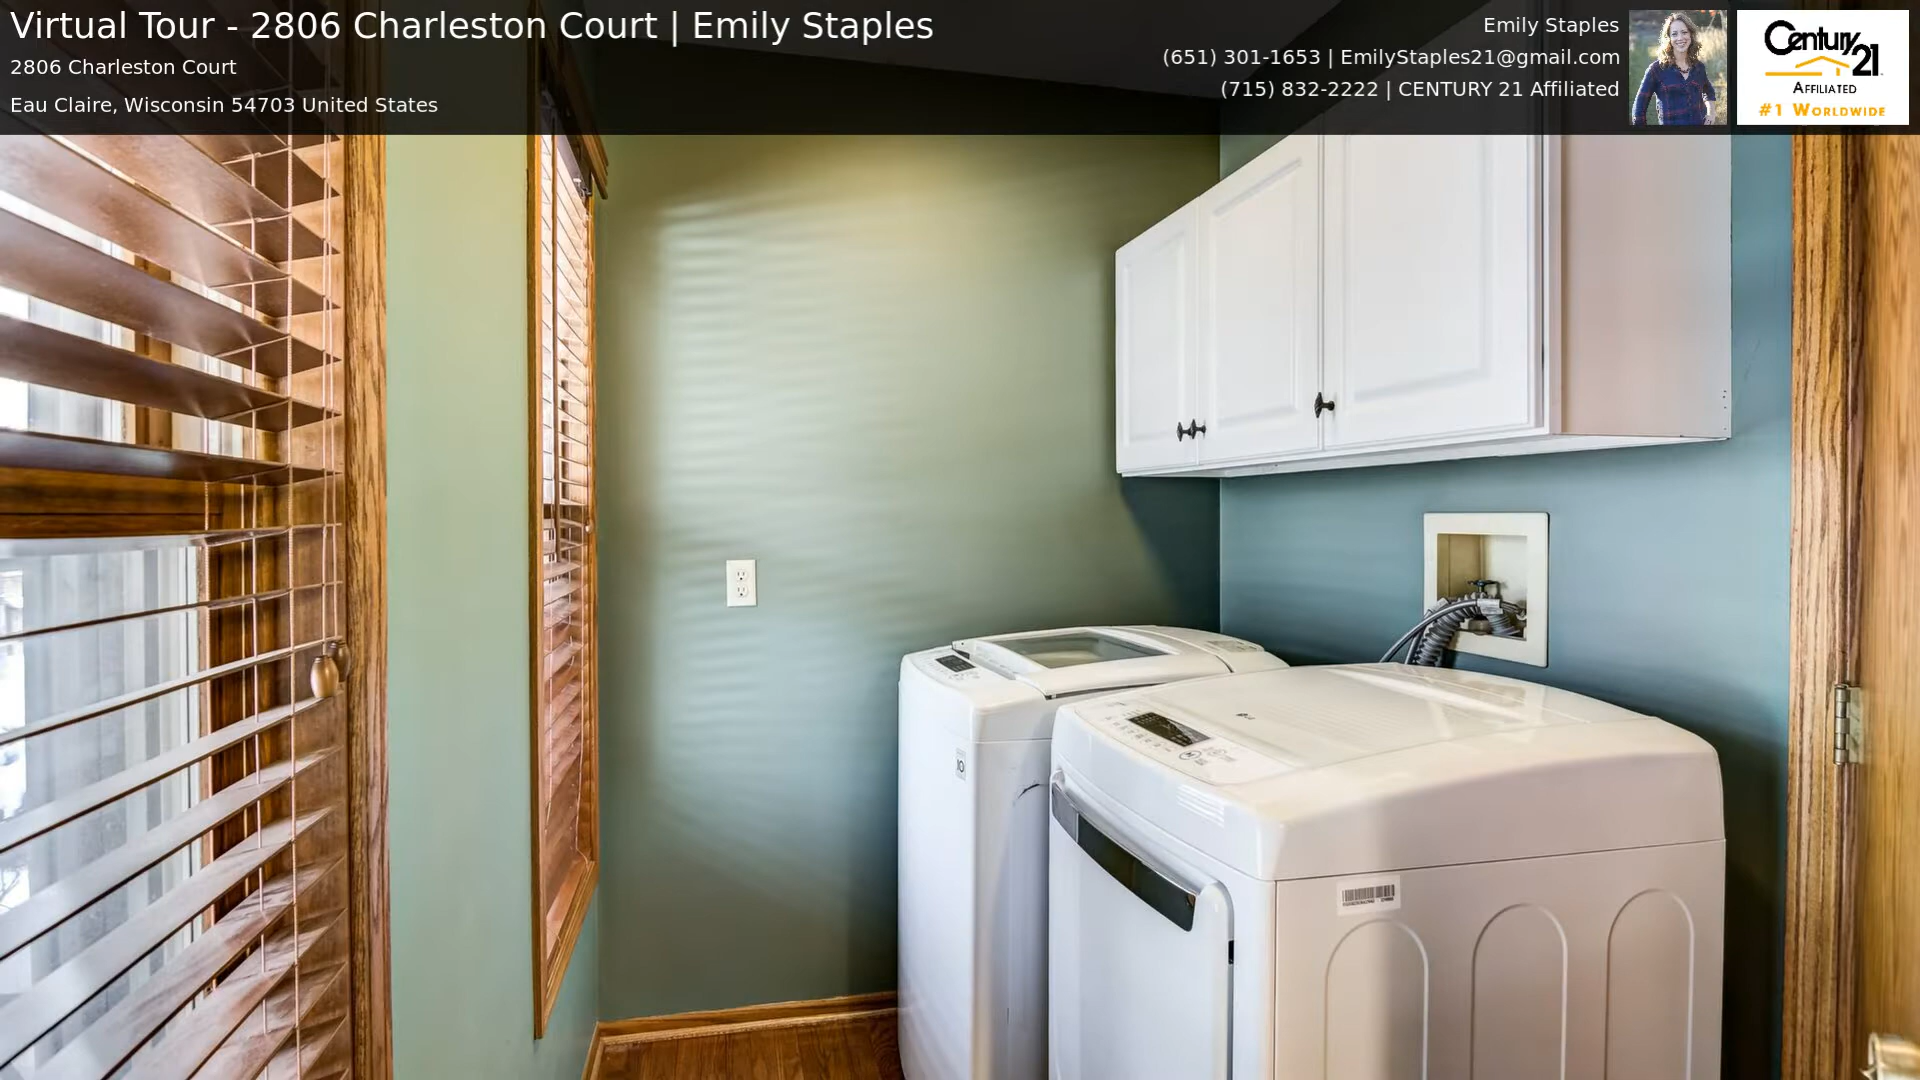 Virtual Tour - 2806 Charleston Court | Emily Staples
2806 Charleston Court
Eau Claire, Wisconsin 54703 United States
Emily Staples
(651) 301-1653 | EmilyStaples21@gmail.com
(715) 832-2222 | CENTURY 21 Affiliated
Century 21
AFFILIATED
#1 WORLDWIDE
LG